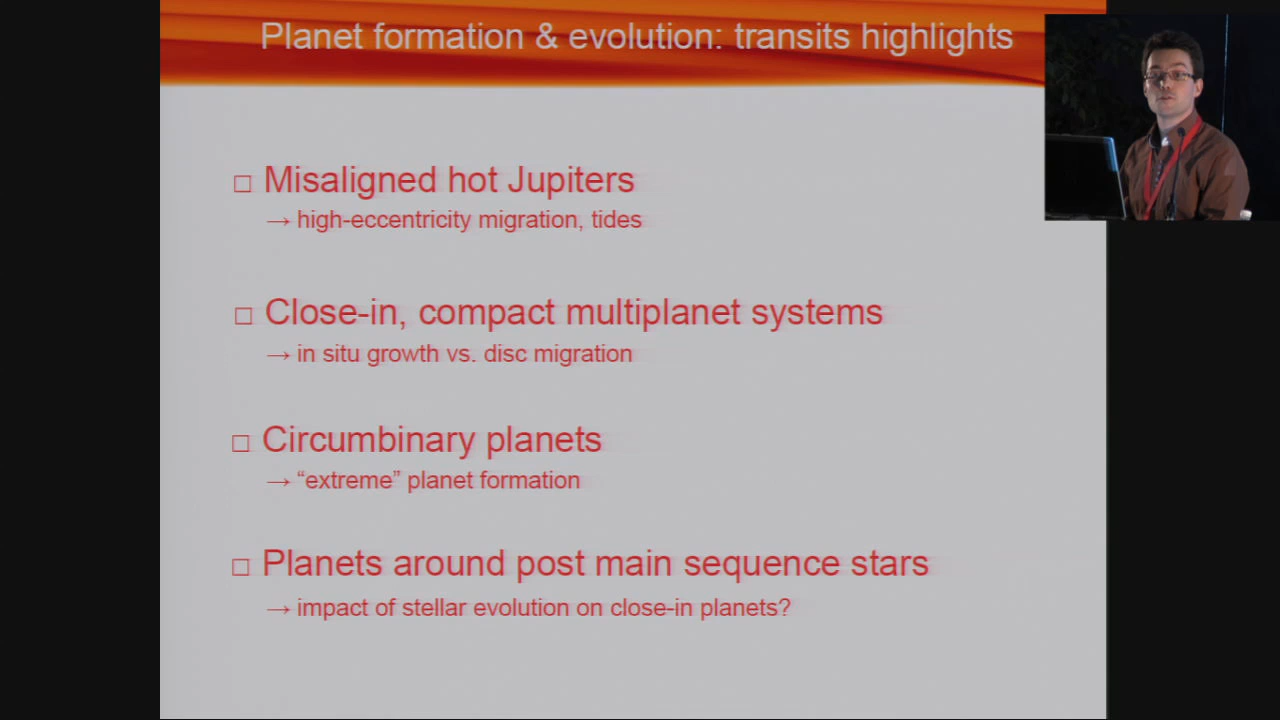 Planet formation & evolution: transits highlights
□ Misaligned hot Jupiters
→ high-eccentricity migration, tides
□ Close-in, compact multiplanet systems
→ in situ growth vs. disc migration
□ Circumbinary planets
→ “extreme” planet formation
□ Planets around post main sequence stars
→ impact of stellar evolution on close-in planets?